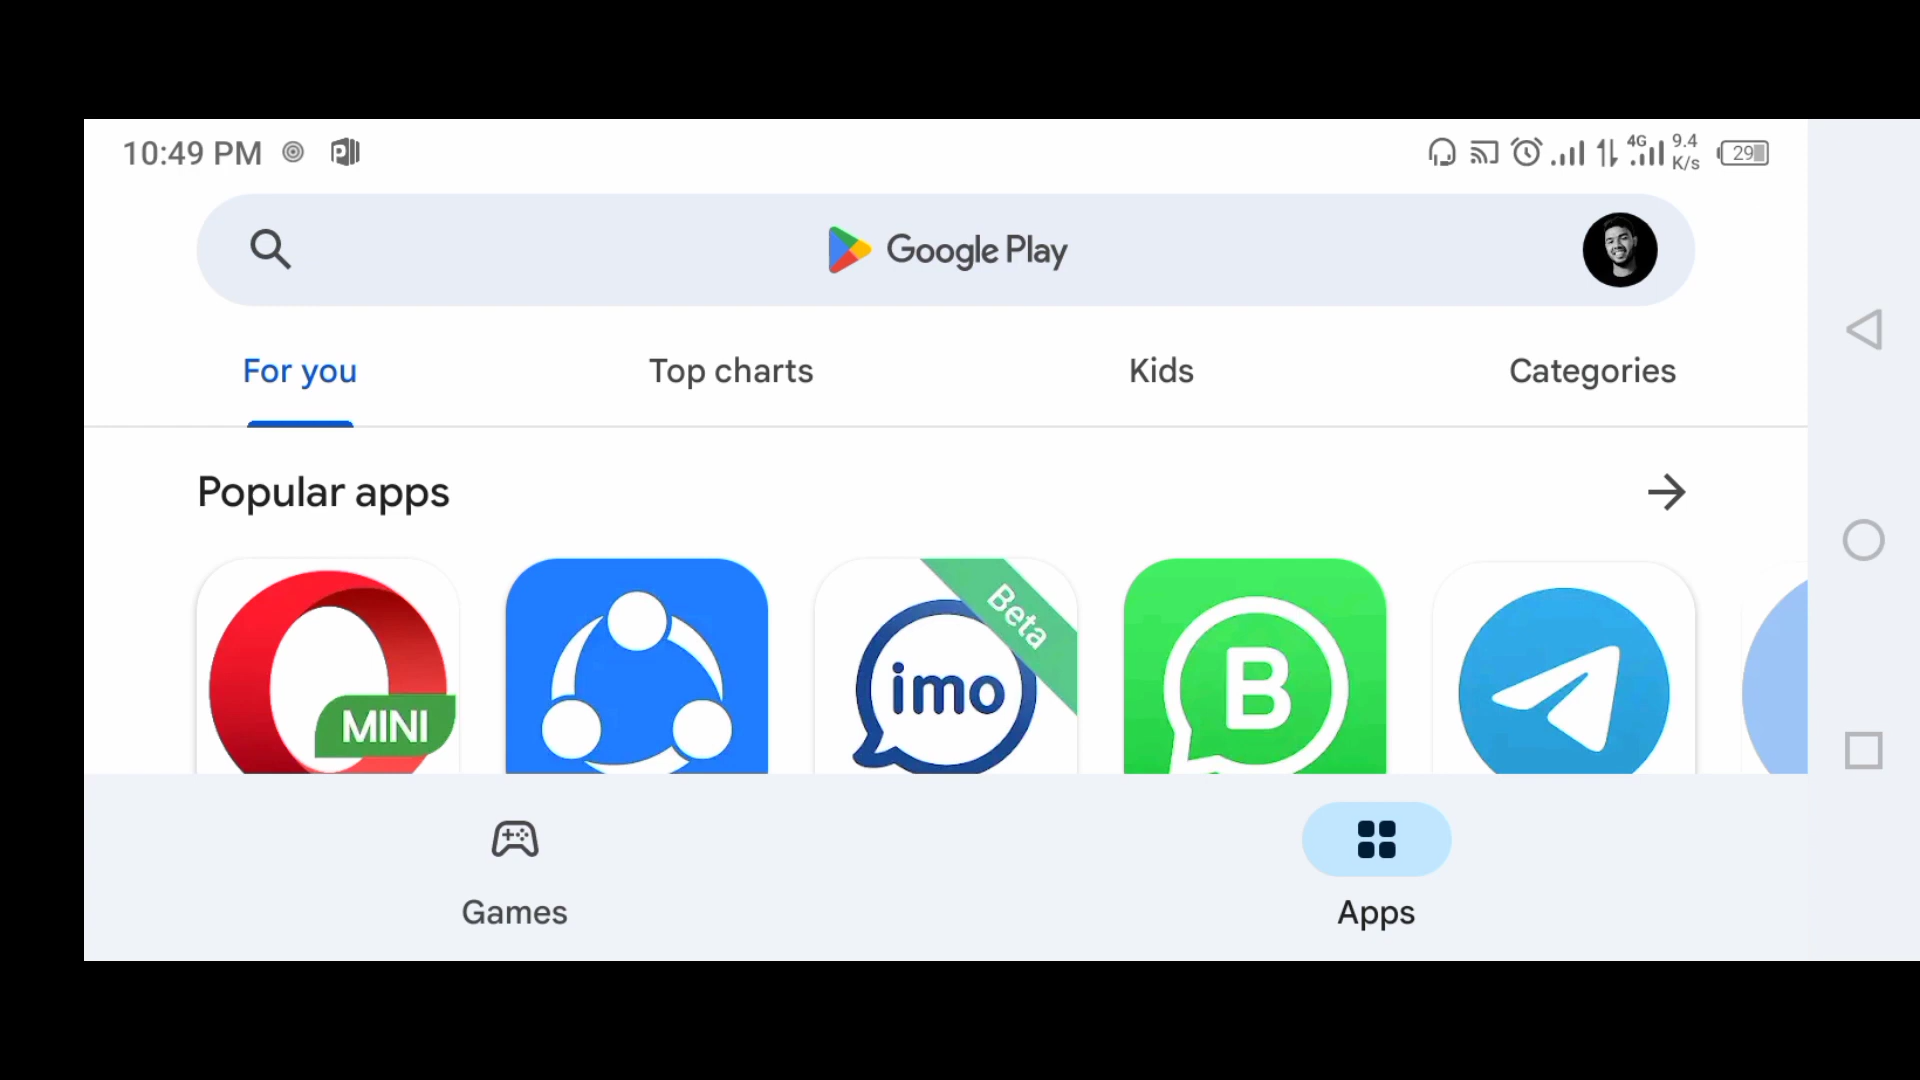 10:49 PM
4G 9.4 K/s 29
Google Play
For you Top charts Kids Categories
Popular apps
MINI
imo
Beta
B
Games Apps